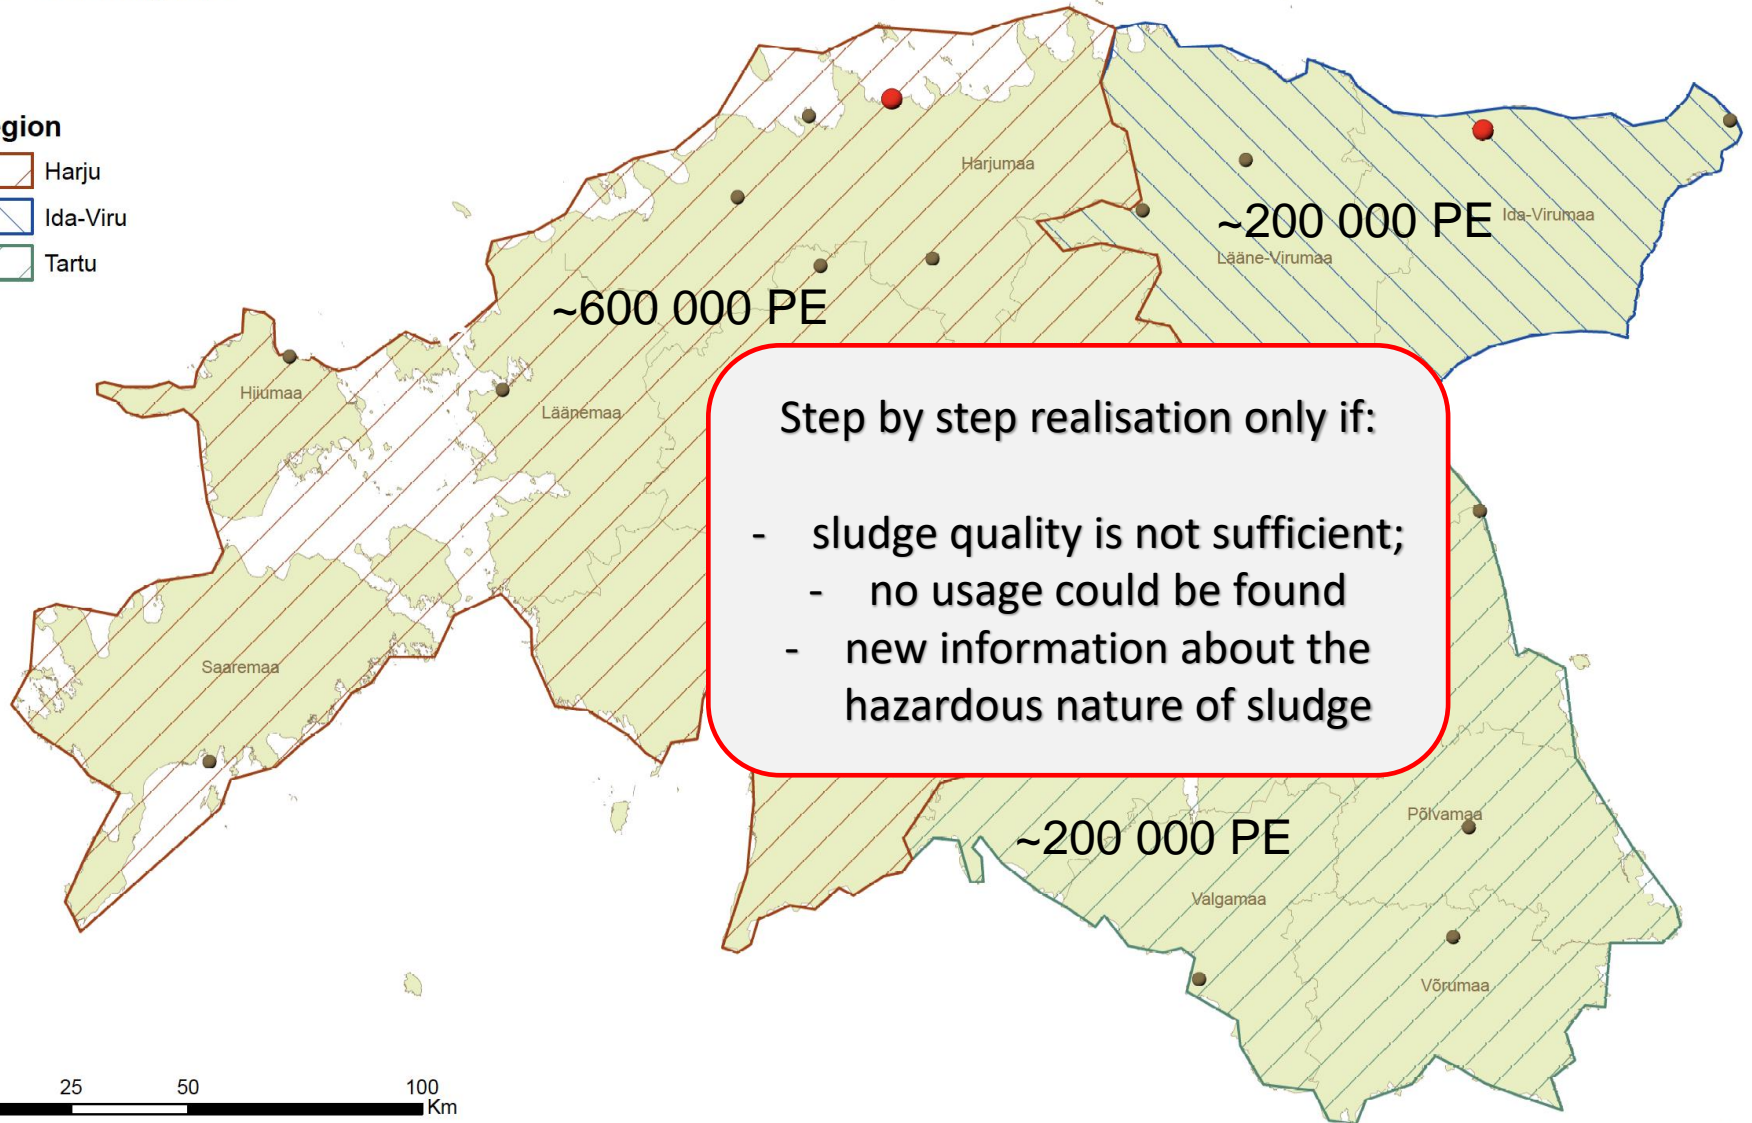 gion
Harju
Ida-Viru
Tartu
Harjumaa
~200 000 PE
Ida-Virumaa
Lääne-Virumaa
~600 000 PE
Hiiumaa
Läänemaa
Step by step realisation only if:
- sludge quality is not sufficient;
- no usage could be found
- new information about the
hazardous nature of sludge
Saaremaa
~200 000 PE
Põlvamaa
Valgamaa
Võrumaa
25 50 100
Km